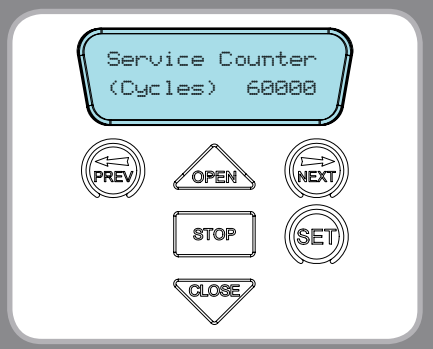 Service Counter
(Cycles) 60000
PREV
OPEN
NEXT
STOP
SET
CLOSE